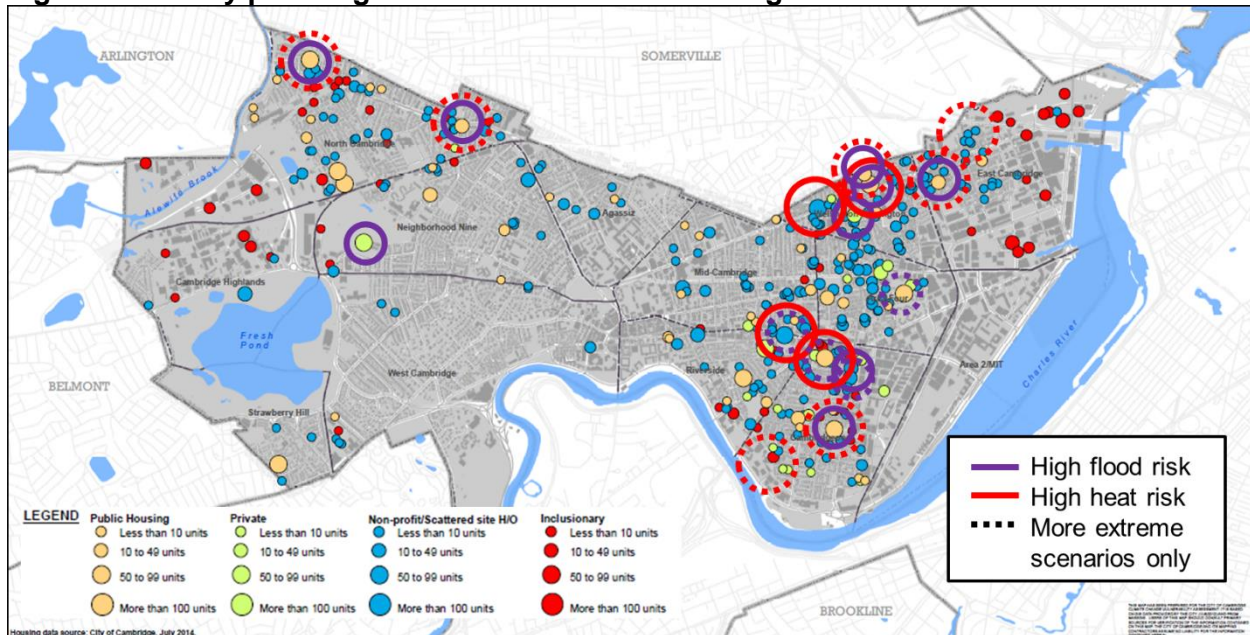 ARLINGTON
SOMERVILLE
North Cambridge
Alewife Brook
East Cambridge
Agassiz
Neighborhood Nine
Mid-Cambridge
Cambridge Highlands
Fresh
Pond
West Cambridge
Riverside
Area 2/MIT
Charles River
BELMONT
Strawberry Hill
BROOKLINE
High flood risk
High heat risk
More extreme
scenarios only
LEGEND
Public Housing
Less than 10 units
10 to 49 units
50 to 99 units
More than 100 units
Private
Less than 10 units
10 to 49 units
50 to 99 units
More than 100 units
Non-profit/Scattered site H/O
Less than 10 units
10 to 49 units
50 to 99 units
More than 100 units
Inclusionary
Less than 10 units
10 to 49 units
50 to 99 units
More than 100 units
Housing data source: City of Cambridge, July 2014.